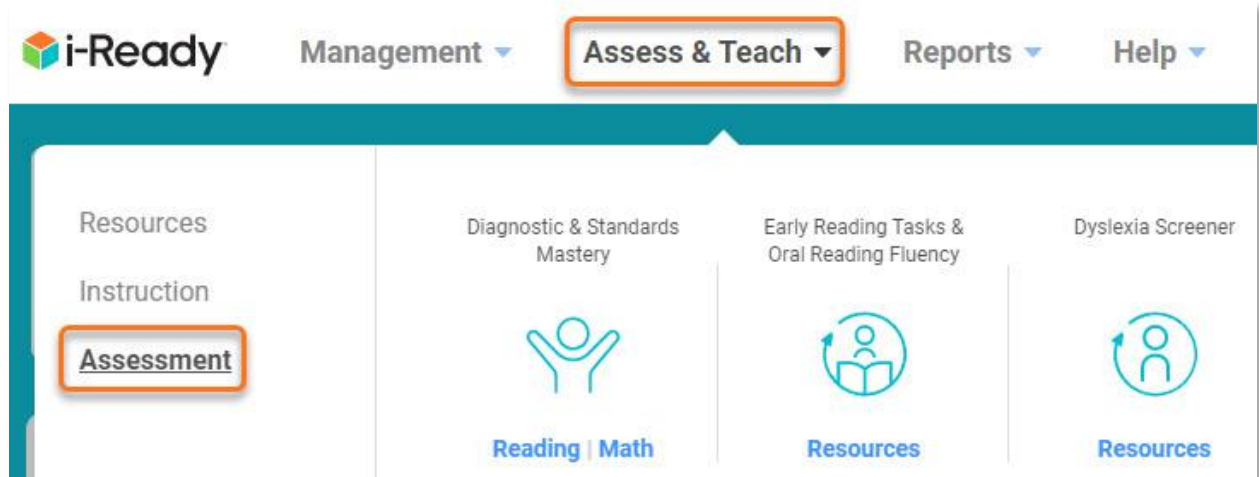 i-Ready Management Assess & Teach Reports Help
Resources
Instruction
Assessment
Diagnostic & Standards
Mastery
Reading | Math
Early Reading Tasks &
Oral Reading Fluency
Resources
Dyslexia Screener
Resources